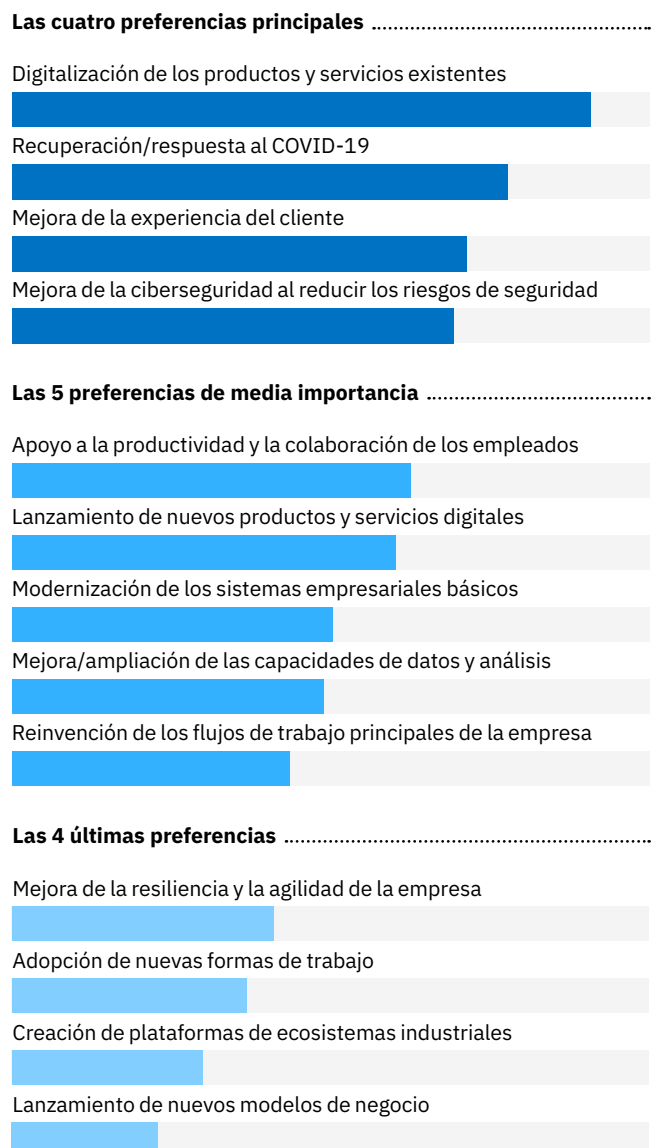 Las cuatro preferencias principales
Digitalización de los productos y servicios existentes
Recuperación/respuesta al COVID-19
Mejora de la experiencia del cliente
Mejora de la ciberseguridad al reducir los riesgos de seguridad
Las 5 preferencias de media importancia
Apoyo a la productividad y la colaboración de los empleados
Lanzamiento de nuevos productos y servicios digitales
Modernización de los sistemas empresariales básicos
Mejora/ampliación de las capacidades de datos y análisis
Reinvención de los flujos de trabajo principales de la empresa
Las 4 últimas preferencias
Mejora de la resiliencia y la agilidad de la empresa
Adopción de nuevas formas de trabajo
Creación de plataformas de ecosistemas industriales
Lanzamiento de nuevos modelos de negocio